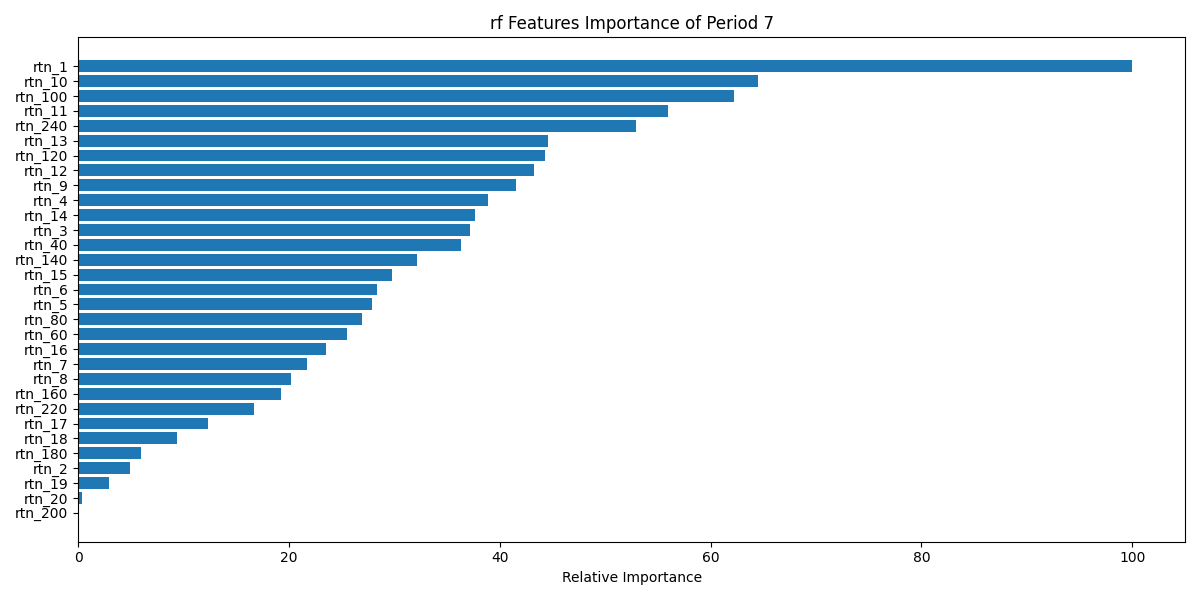 rf Features Importance of Period 7
rtn_1
rtn_10
rtn_100
rtn_11
rtn_240
rtn_13
rtn_120
rtn_12
rtn_9
rtn_4
rtn_14
rtn_3
rtn_40
rtn_140
rtn_15
rtn_6
rtn_5
rtn_80
rtn_60
rtn_16
rtn_7
rtn_8
rtn_160
rtn_220
rtn_17
rtn_18
rtn_180
rtn_2
rtn_19
rtn_20
rtn_200
0 20 40 60 80 100
Relative Importance